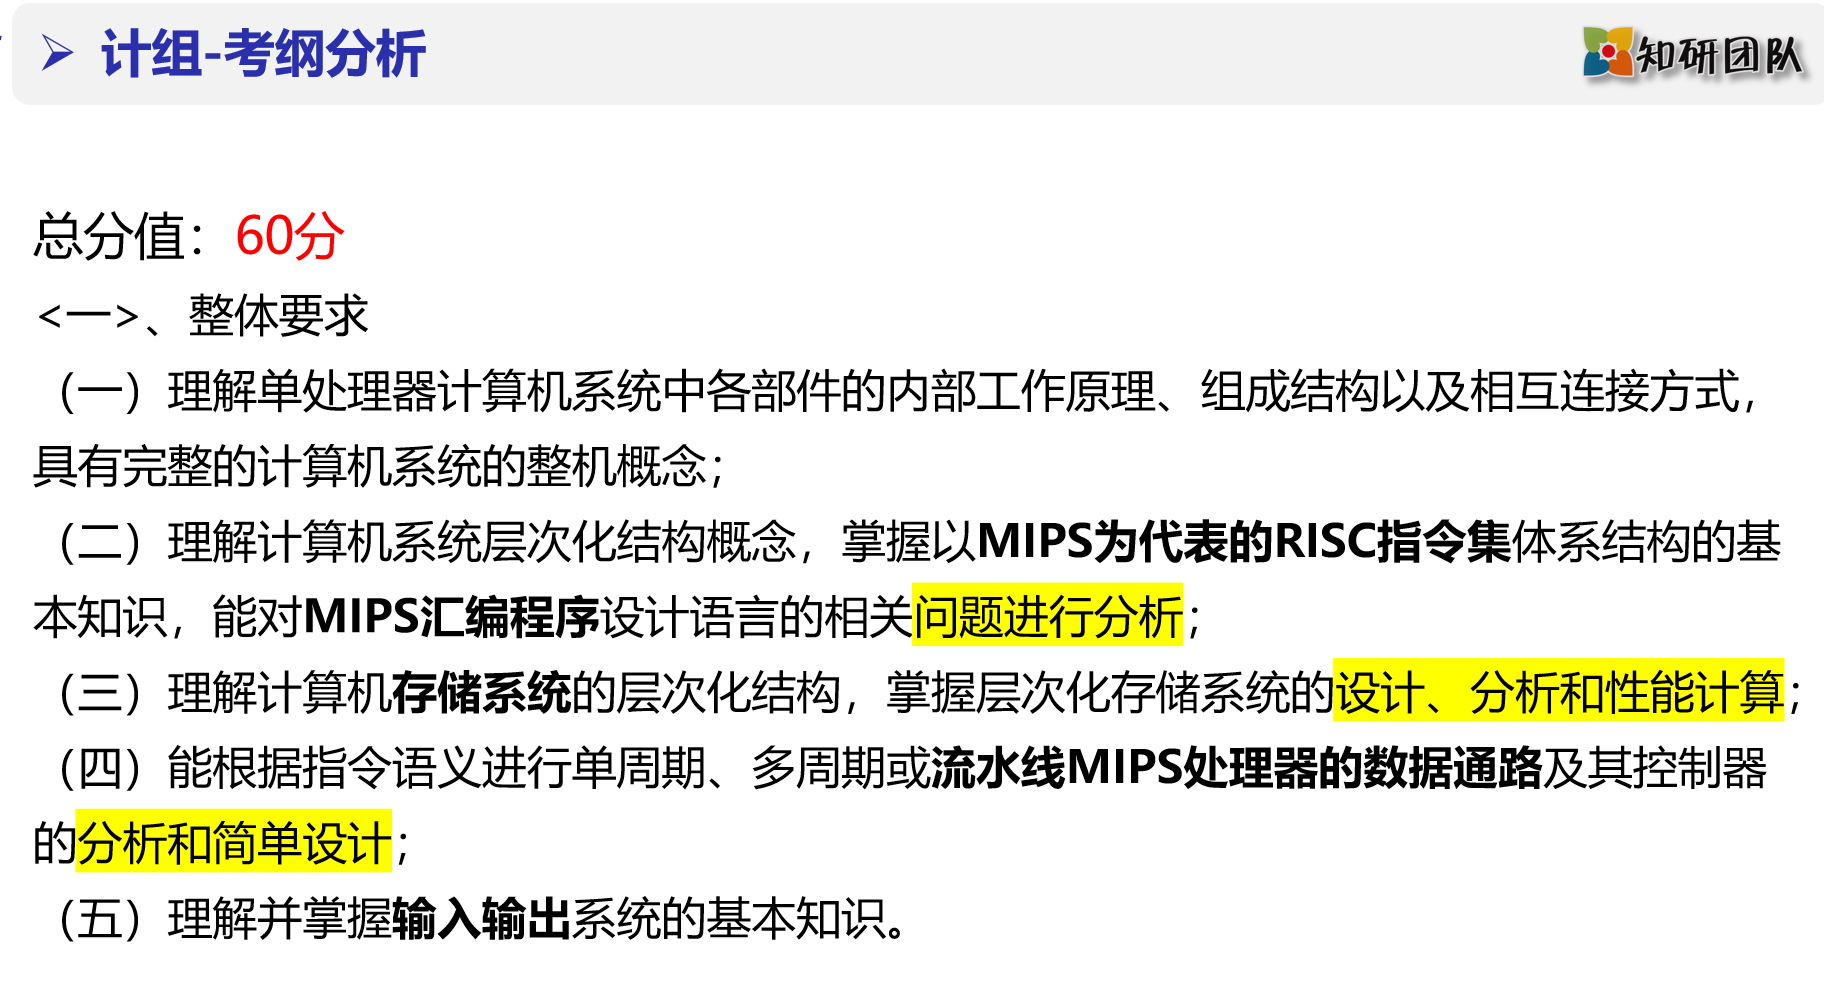 计组-考纲分析
知研团队
总分值：60分
<一>、整体要求
（一）理解单处理器计算机系统中各部件的内部工作原理、组成结构以及相互连接方式，
具有完整的计算机系统的整机概念；
（二）理解计算机系统层次化结构概念，掌握以MIPS为代表的RISC指令集体系结构的基
本知识，能对MIPS汇编程序设计语言的相关问题进行分析；
（三）理解计算机存储系统的层次化结构，掌握层次化存储系统的设计、分析和性能计算；
（四）能根据指令语义进行单周期、多周期或流水线MIPS处理器的数据通路及其控制器
的分析和简单设计；
（五）理解并掌握输入输出系统的基本知识。